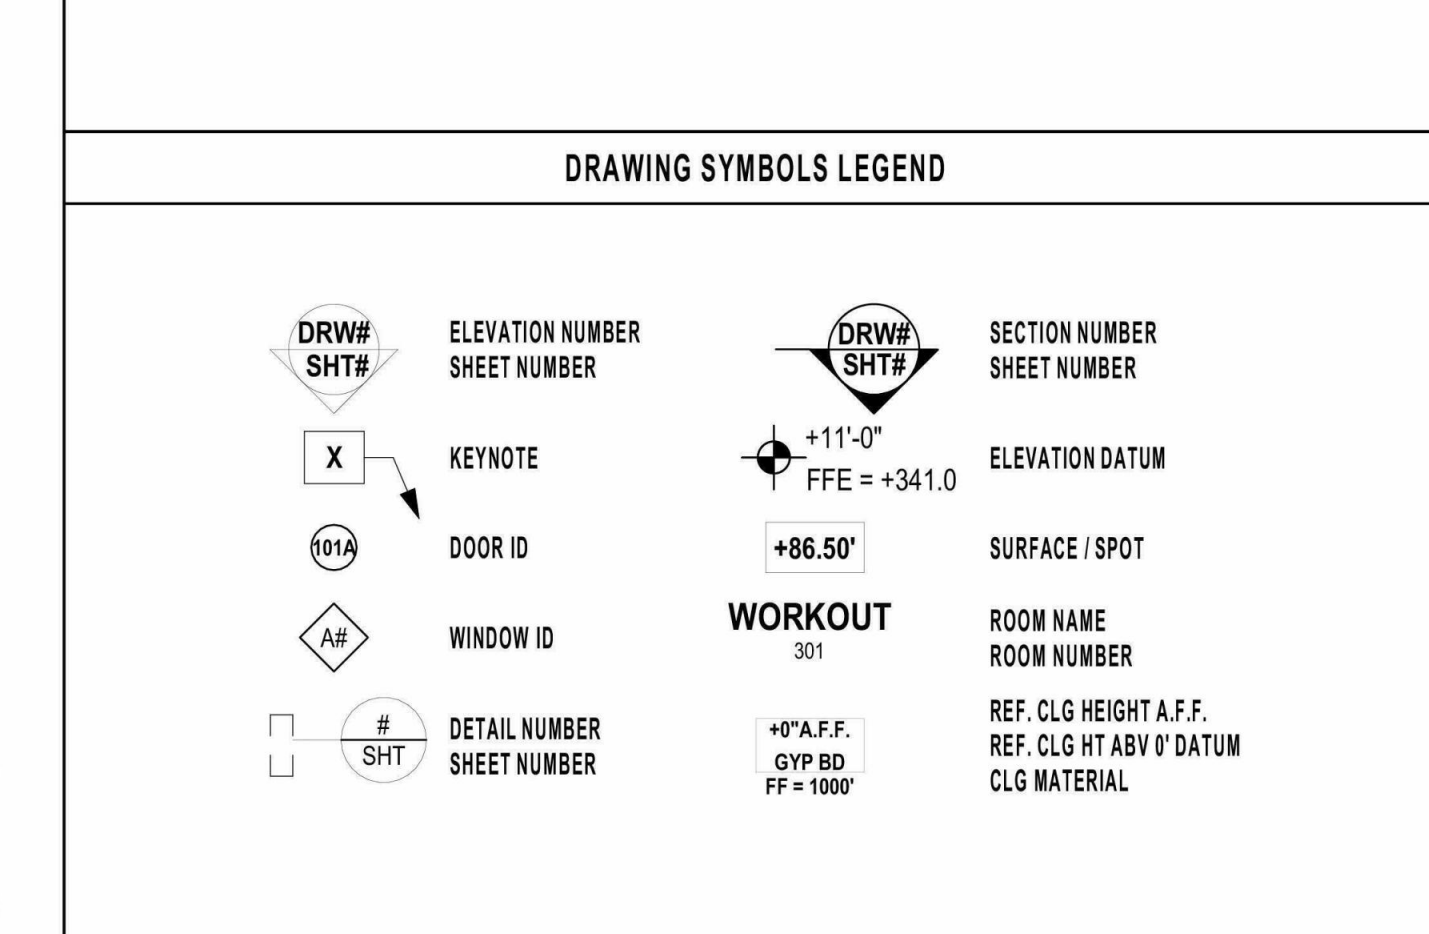 DRAWING SYMBOLS LEGEND
DRW#
SHT#
ELEVATION NUMBER
SHEET NUMBER
X
KEYNOTE
101A
DOOR ID
A#
WINDOW ID
#
SHT
DETAIL NUMBER
SHEET NUMBER
DRW#
SHT#
SECTION NUMBER
SHEET NUMBER
+11'-0"
FFE = +341.0
ELEVATION DATUM
+86.50'
SURFACE / SPOT
WORKOUT
301
ROOM NAME
ROOM NUMBER
+0"A.F.F.
GYP BD
FF = 1000'
REF. CLG HEIGHT A.F.F.
REF. CLG HT ABV 0' DATUM
CLG MATERIAL